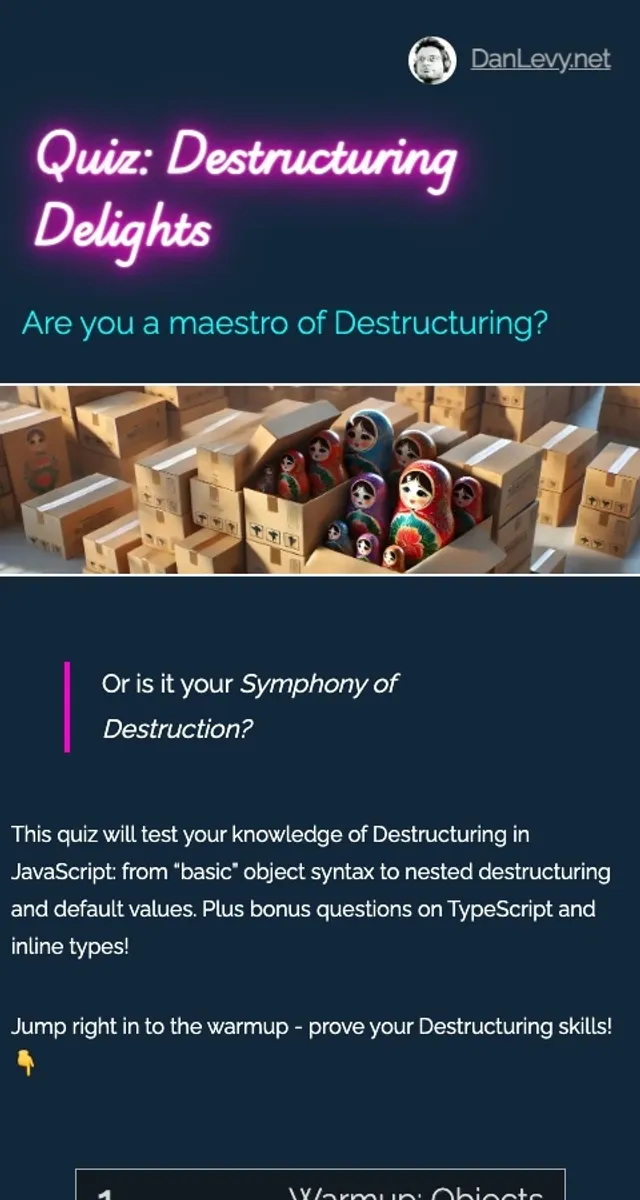 DanLevy.net
Quiz: Destructuring
Delights
Are you a maestro of Destructuring?
Or is it your Symphony of
Destruction?
This quiz will test your knowledge of Destructuring in
JavaScript: from “basic” object syntax to nested destructuring
and default values. Plus bonus questions on TypeScript and
inline types!
Jump right in to the warmup - prove your Destructuring skills!
👇
1. Warmup: Objects